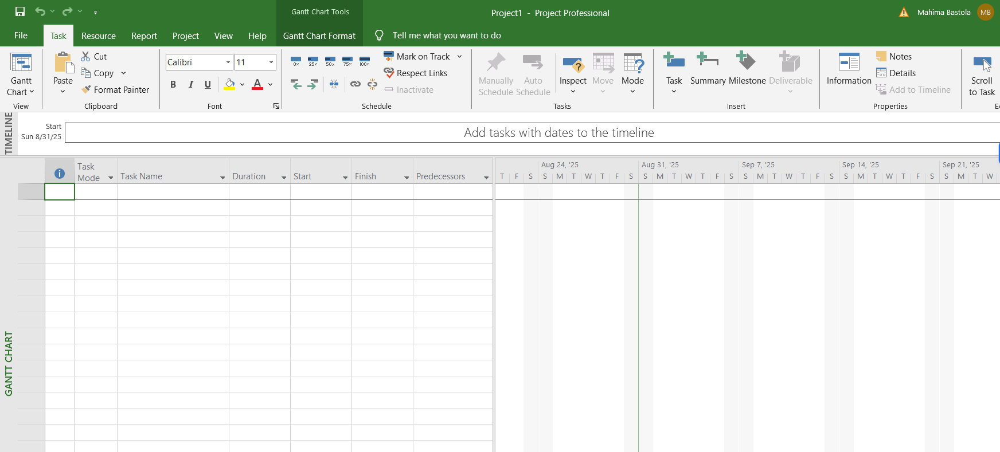 Gantt Chart Tools
Project1 - Project Professional
Mahima Bastola
MB
File
Task
Resource
Report
Project
View
Help
Gantt Chart Format
Tell me what you want to do
Gantt
Chart
View
Paste
Cut
Copy
Format Painter
Clipboard
Calibri
11
B I U
A
Font
0% 25% 50% 75% 100%
Mark on Track
Respect Links
Inactivate
Schedule
Manually
Schedule
Auto
Schedule
Inspect
Move
Mode
Tasks
Task
Summary
Milestone
Deliverable
Insert
Information
Notes
Details
Add to Timeline
Properties
Scroll
to Task
TIMELINE
Start
Sun 8/31/25
Add tasks with dates to the timeline
Task
Mode
Task Name
Duration
Start
Finish
Predecessors
Aug 24, '25
Aug 31, '25
Sep 7, '25
Sep 14, '25
Sep 21, '25
T F S S M T W T F S S M T W T F S S M T W T F S S M T W T F S S M T W
GANTT CHART